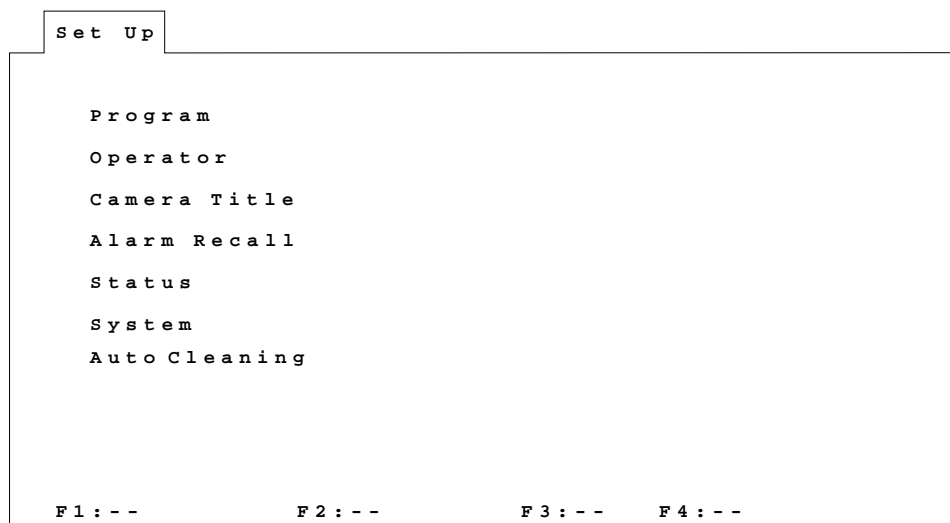 Set Up
Program
Operator
Camera Title
Alarm Recall
Status
System
Auto Cleaning
F1:-- F2:-- F3:-- F4:--